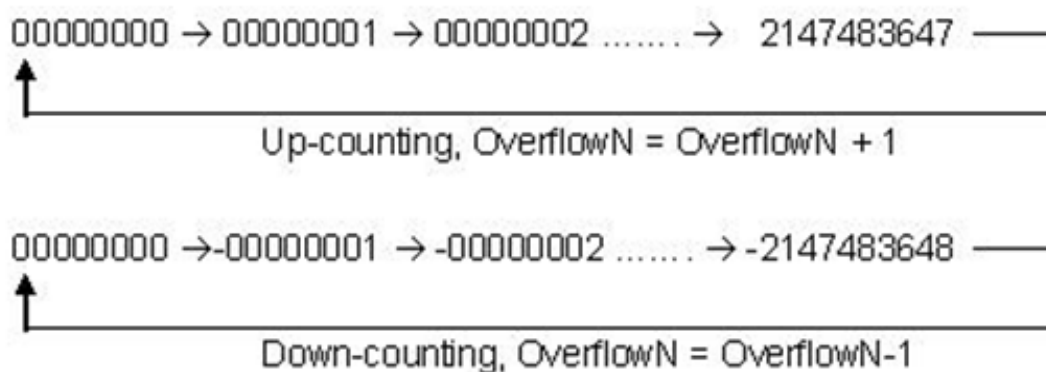 00000000 → 00000001 → 00000002 ....... → 2147483647
Up-counting, OverflowN = OverflowN + 1
00000000 →-00000001 → -00000002 ....... → -2147483648
Down-counting, OverflowN = OverflowN-1